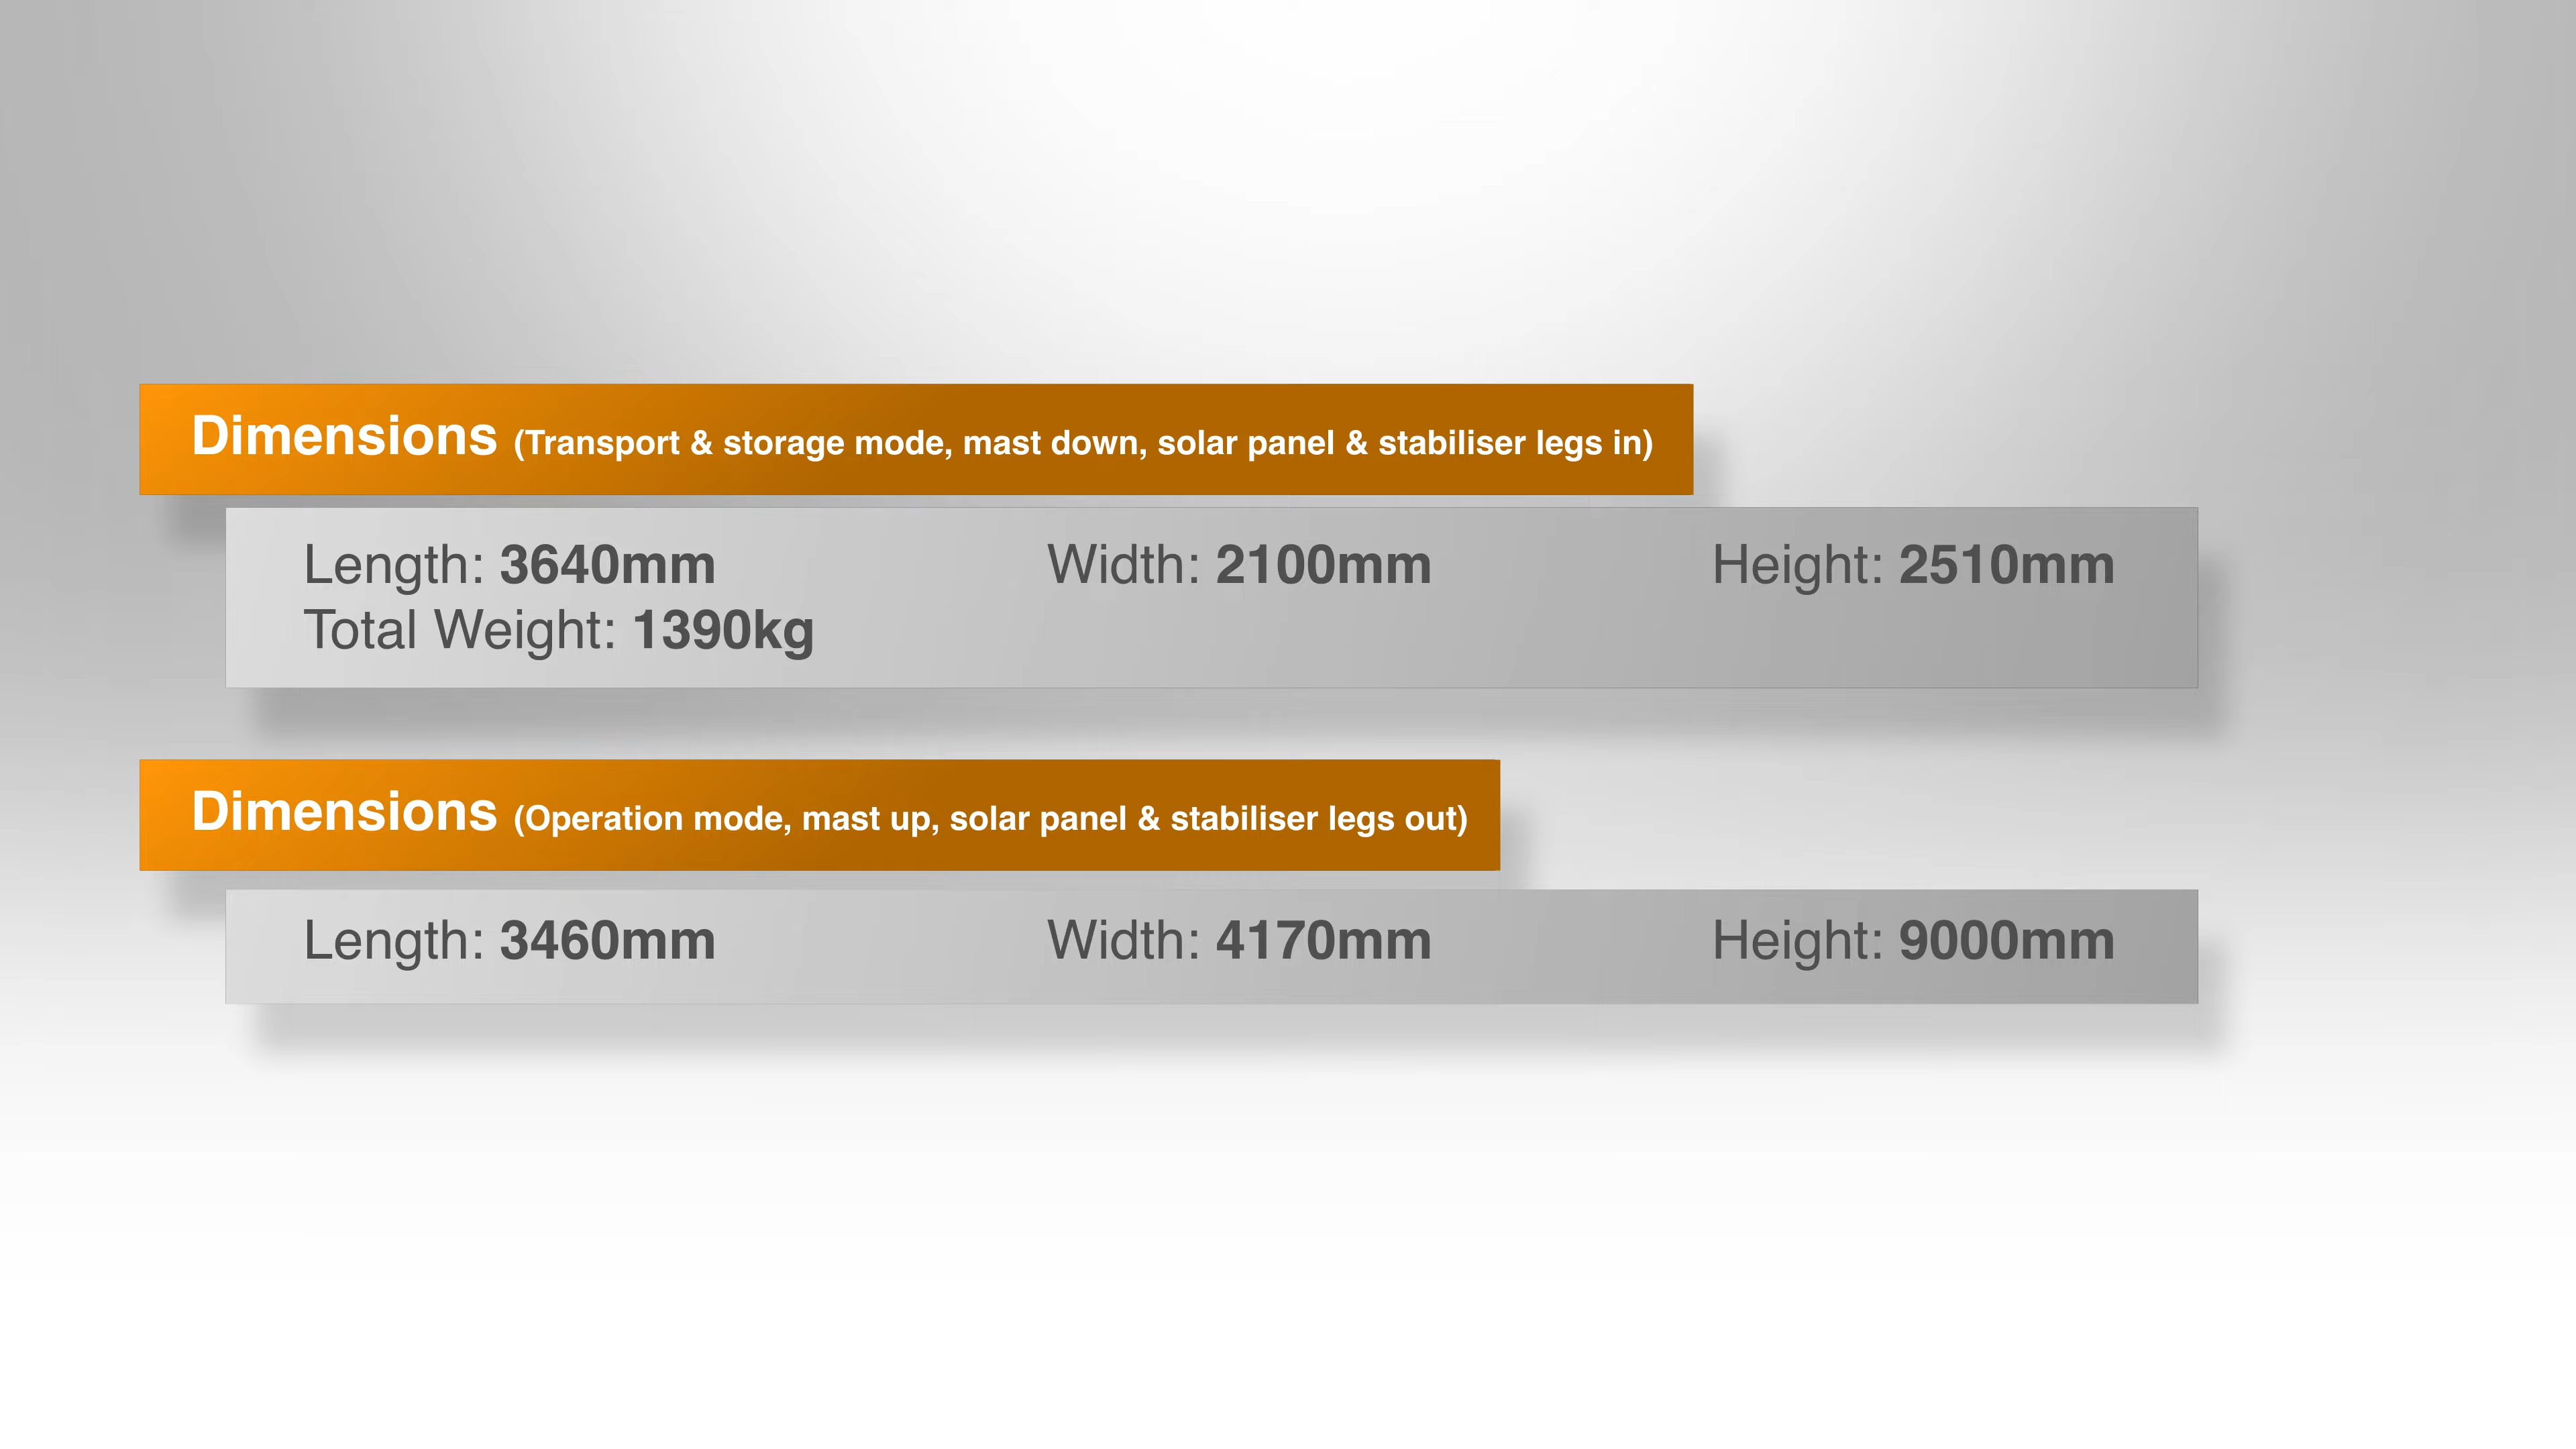 Dimensions (Transport & storage mode, mast down, solar panel & stabiliser legs in)
Length: 3640mm Width: 2100mm Height: 2510mm
Total Weight: 1390kg
Dimensions (Operation mode, mast up, solar panel & stabiliser legs out)
Length: 3460mm Width: 4170mm Height: 9000mm